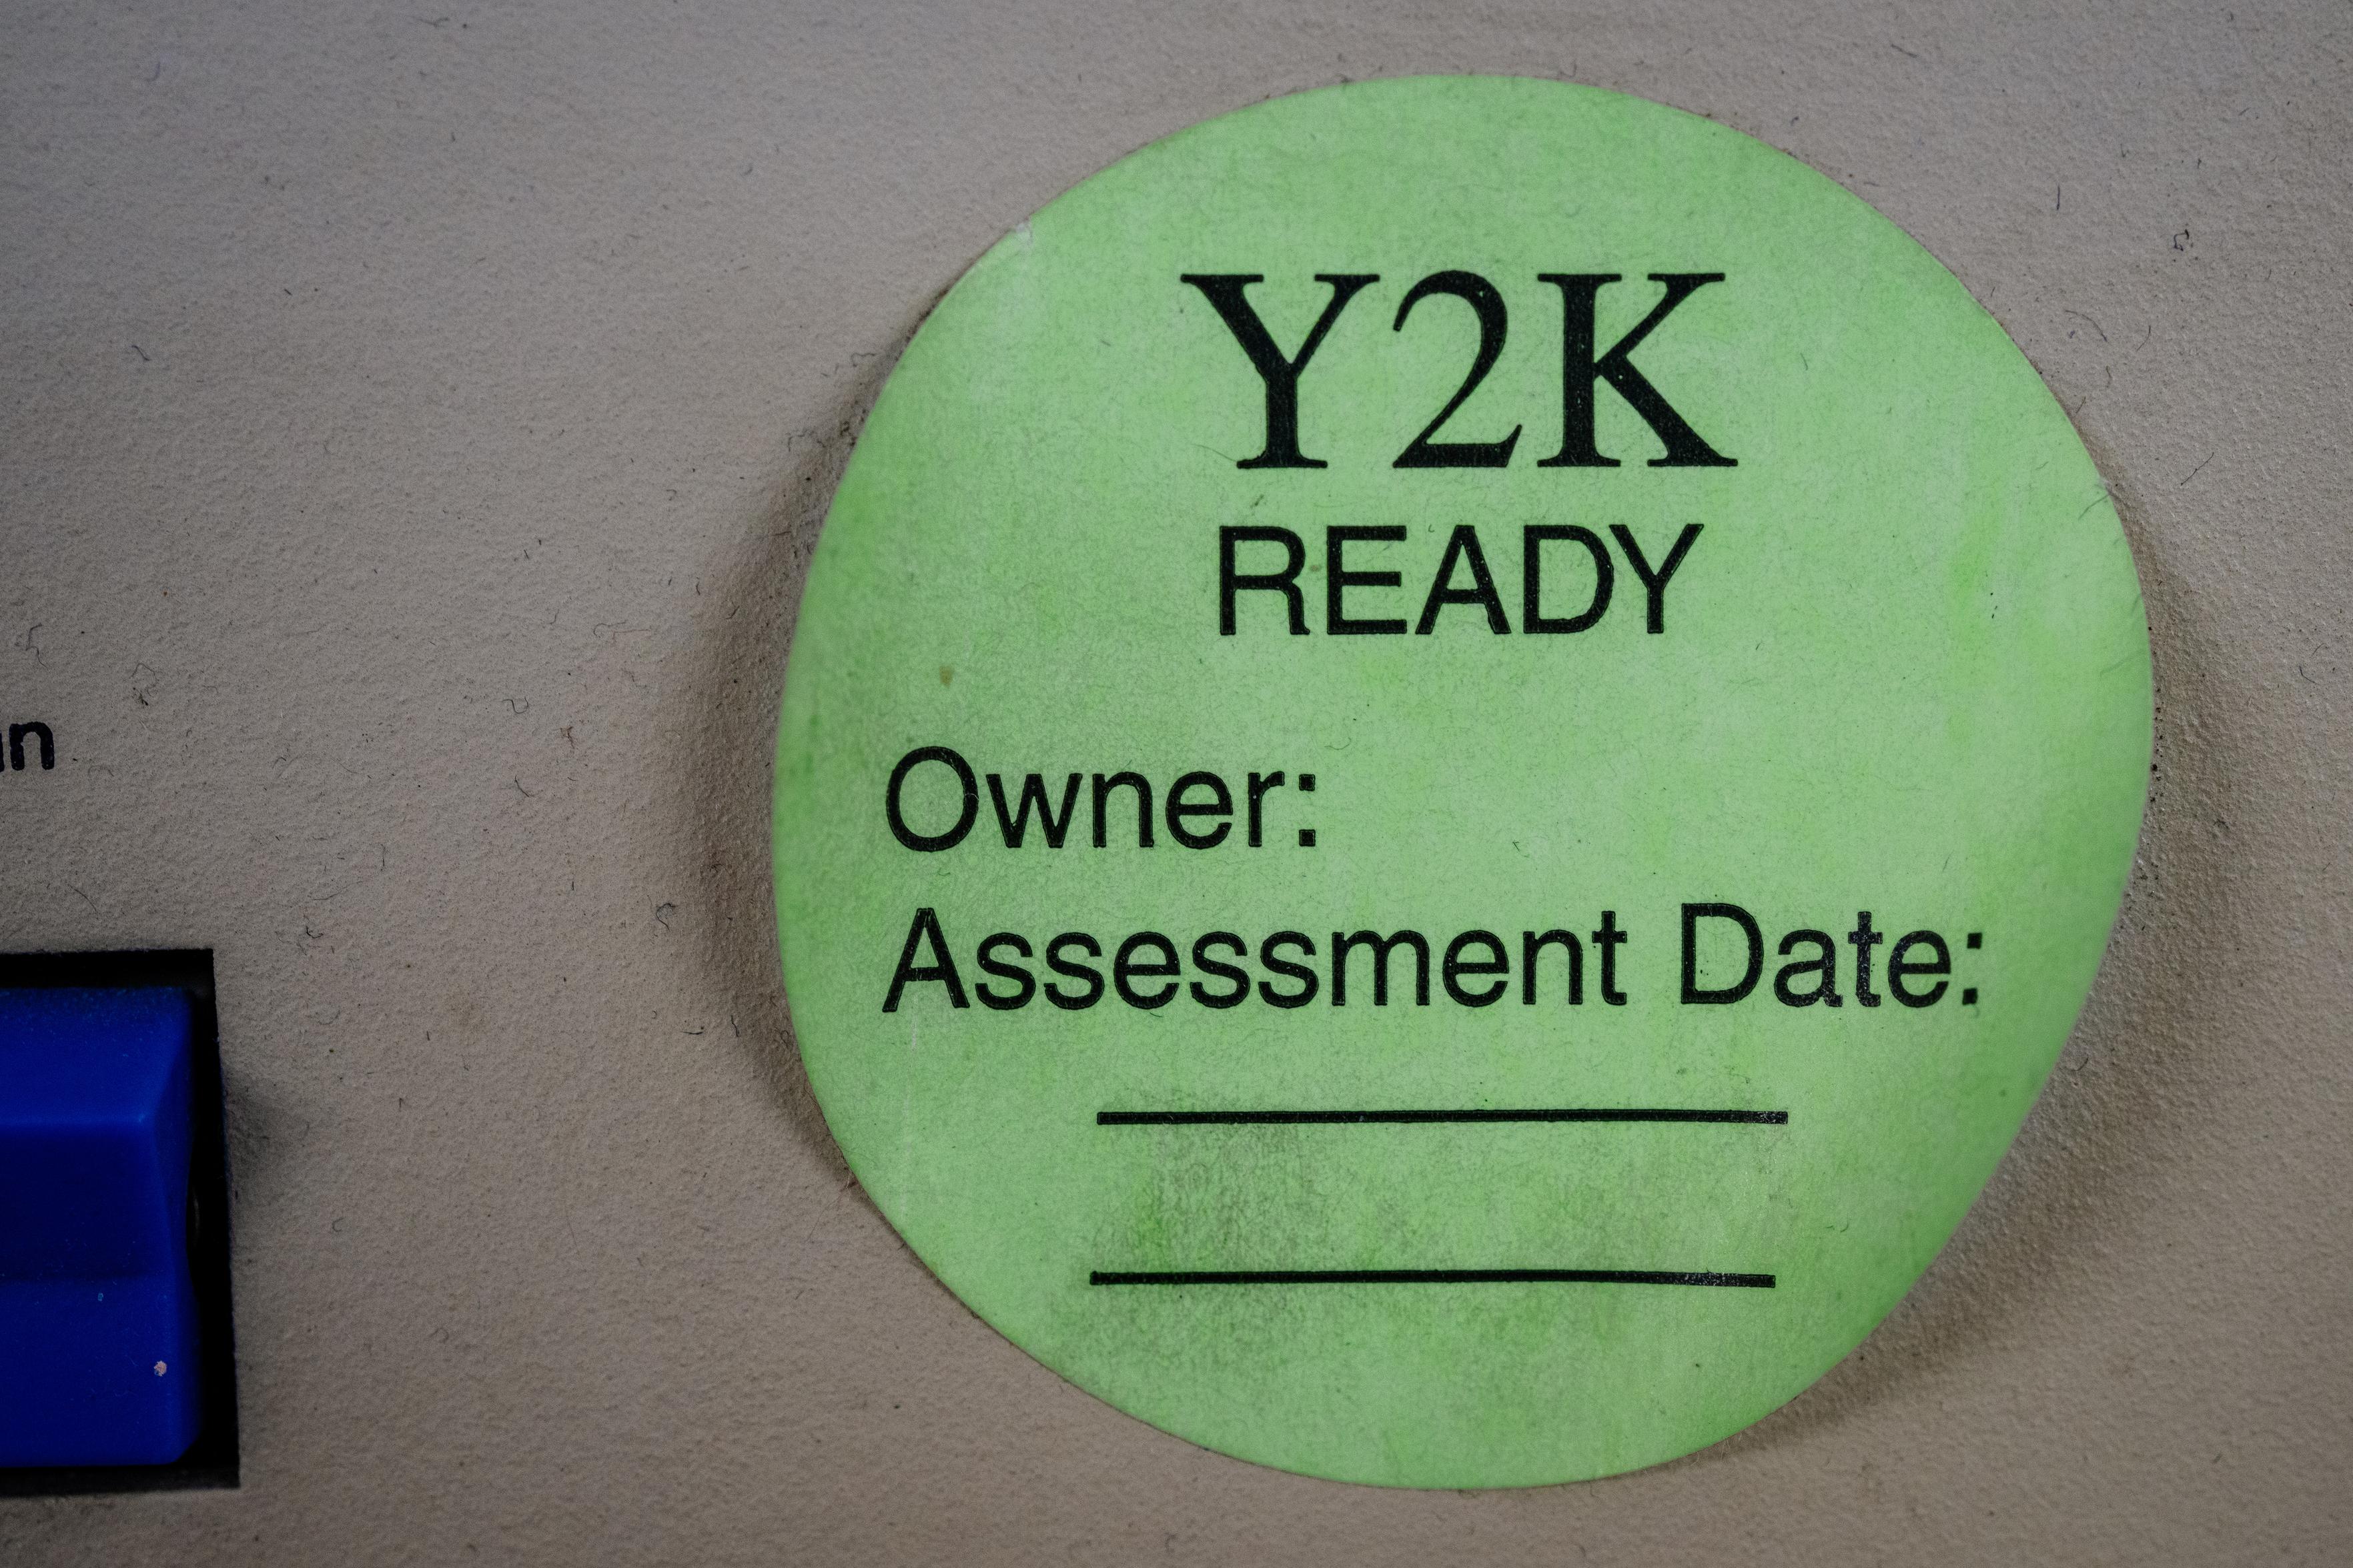 Y2K
READY
Owner:
Assessment Date: